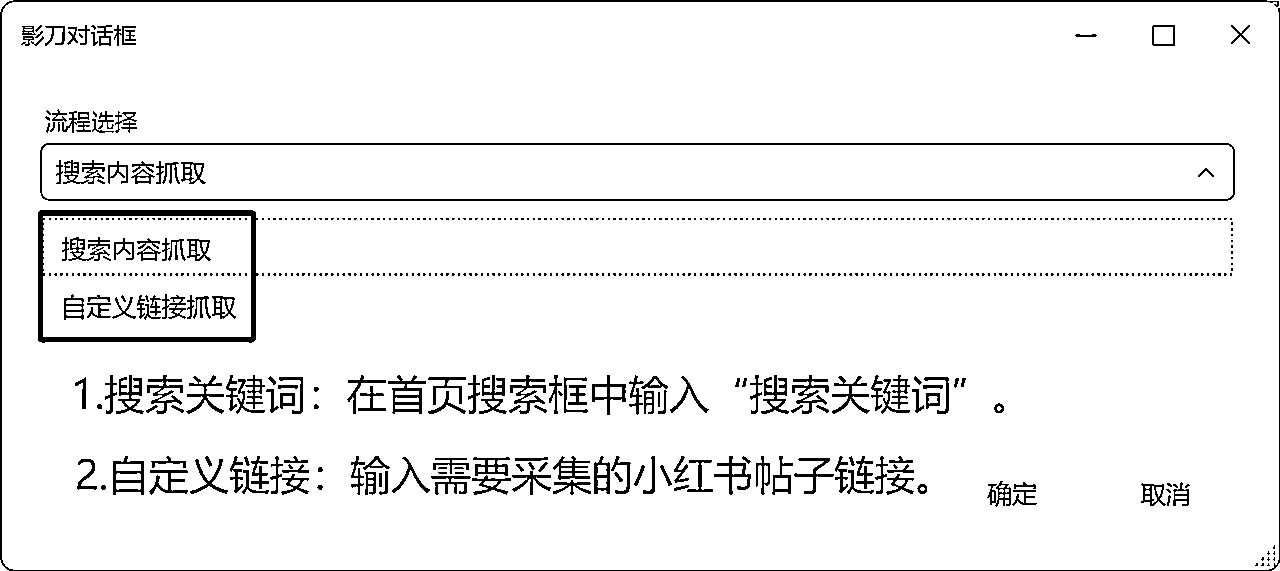 影刀对话框
流程选择
搜索内容抓取
搜索内容抓取
自定义链接抓取
1.搜索关键词：在首页搜索框中输入“搜索关键词”。
2.自定义链接：输入需要采集的小红书帖子链接。
确定 取消